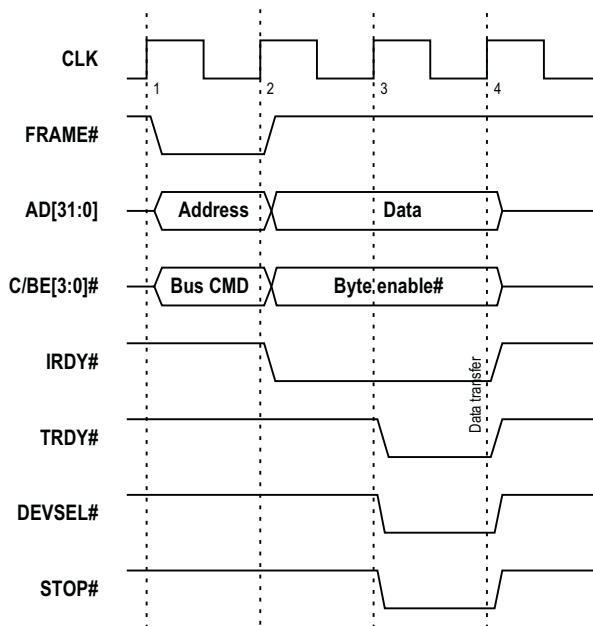 CLK
1 2 3 4
FRAME#
AD[31:0] Address Data
C/BE[3:0]# Bus CMD Byte enable#
IRDY#
Data transfer
TRDY#
DEVSEL#
STOP#